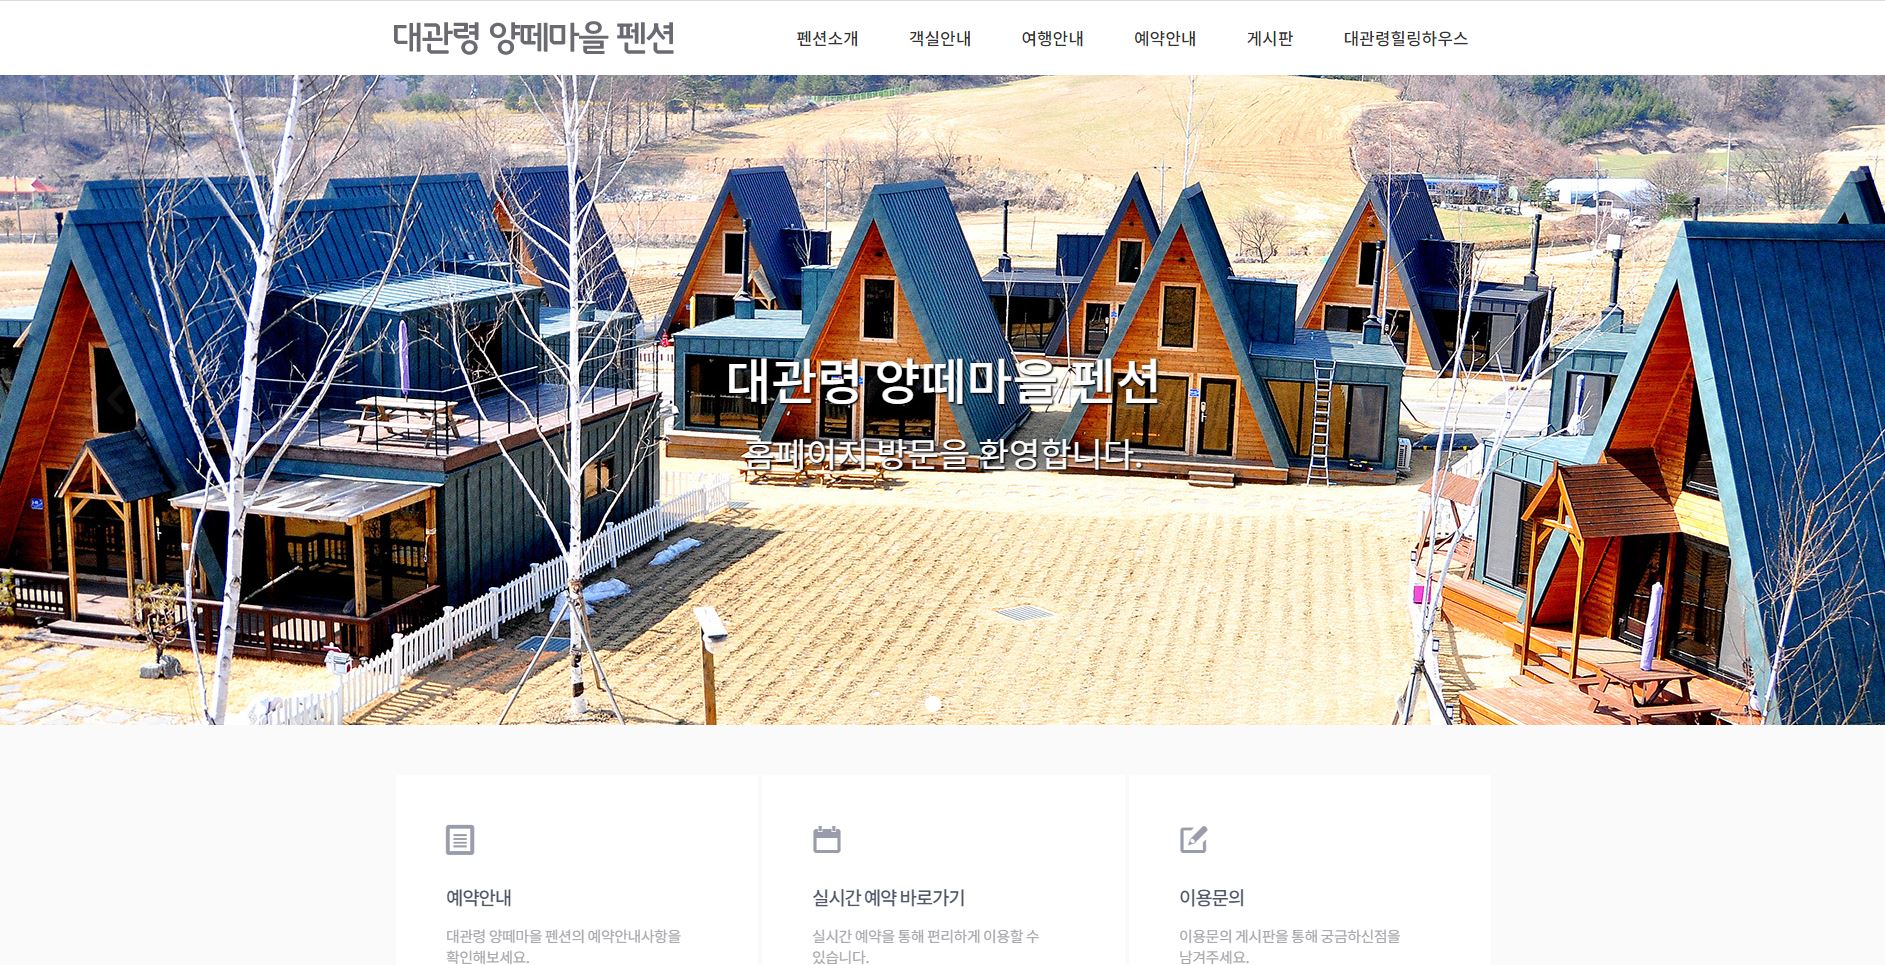 대관령 양떼마을 펜션
펜션소개 객실안내 여행안내 예약안내 게시판 대관령힐링하우스
대관령 양떼마을 펜션
홈페이지 방문을 환영합니다.
예약안내
대관령 양떼마을 펜션의 예약안내사항을
확인해보세요.
실시간 예약 바로가기
실시간 예약을 통해 편리하게 이용할 수
있습니다.
이용문의
이용문의 게시판을 통해 궁금하신점을
남겨주세요.